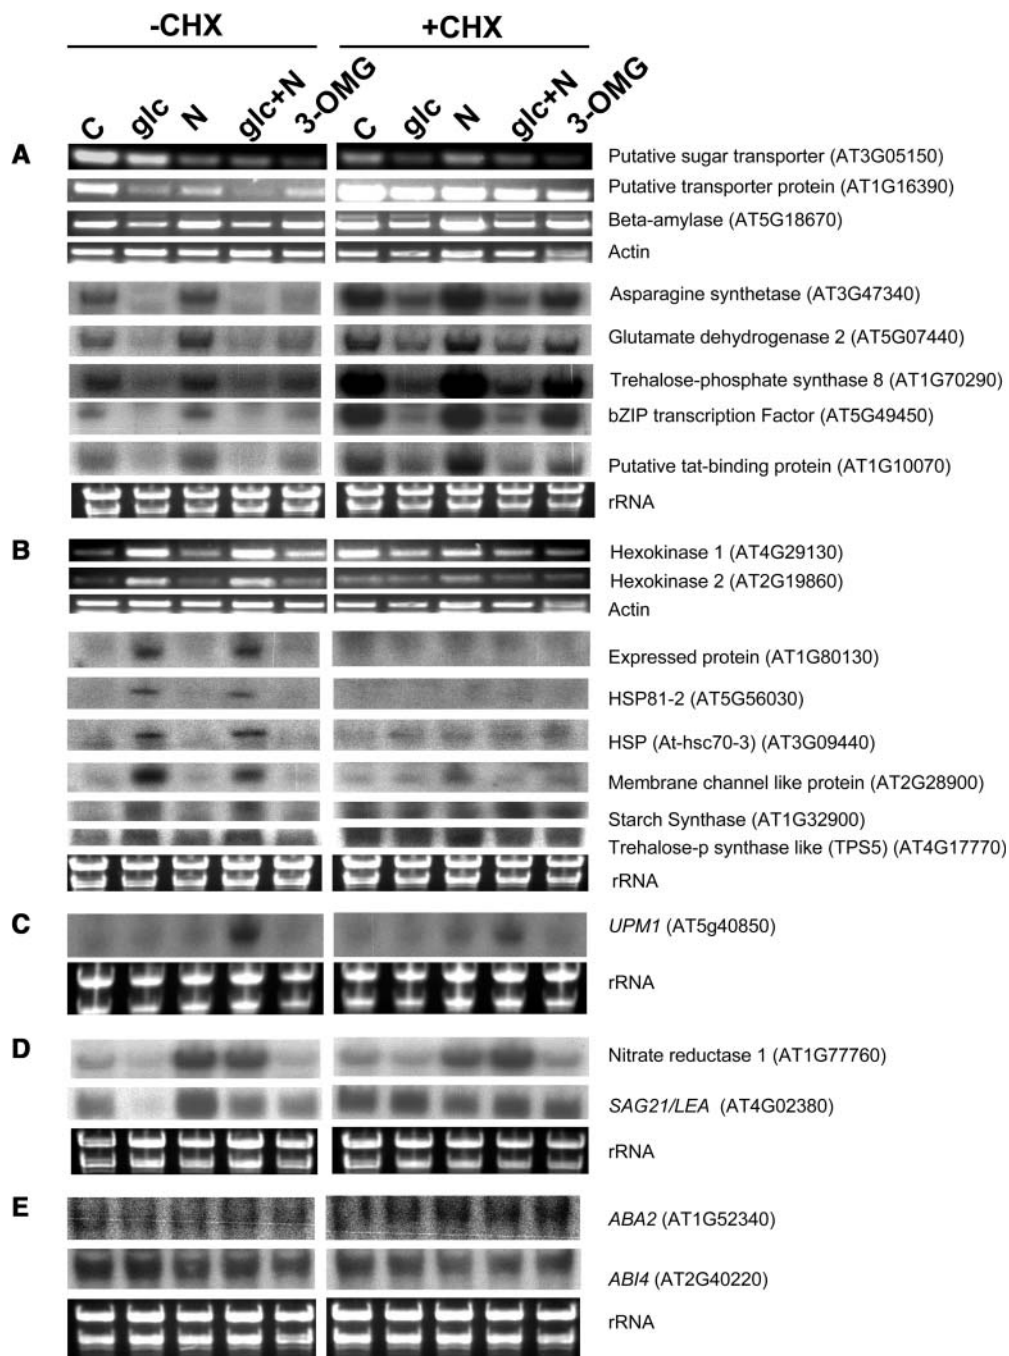 -CHX +CHX
C glc N glc+N 3-OMG C glc N glc+N 3-OMG
A
Putative sugar transporter (AT3G05150)
Putative transporter protein (AT1G16390)
Beta-amylase (AT5G18670)
Actin
Asparagine synthetase (AT3G47340)
Glutamate dehydrogenase 2 (AT5G07440)
Trehalose-phosphate synthase 8 (AT1G70290)
bZIP transcription Factor (AT5G49450)
Putative tat-binding protein (AT1G10070)
rRNA
B
Hexokinase 1 (AT4G29130)
Hexokinase 2 (AT2G19860)
Actin
Expressed protein (AT1G80130)
HSP81-2 (AT5G56030)
HSP (At-hsc70-3) (AT3G09440)
Membrane channel like protein (AT2G28900)
Starch Synthase (AT1G32900)
Trehalose-p synthase like (TPS5) (AT4G17770)
rRNA
C
UPM1 (AT5g40850)
rRNA
D
Nitrate reductase 1 (AT1G77760)
SAG21/LEA (AT4G02380)
rRNA
E
ABA2 (AT1G52340)
ABI4 (AT2G40220)
rRNA